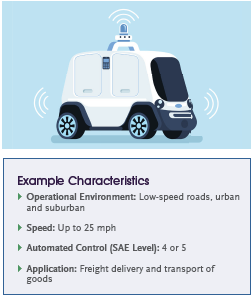 Example Characteristics
Operational Environment: Low-speed roads, urban
and suburban
Speed: Up to 25 mph
Automated Control (SAE Level): 4 or 5
Application: Freight delivery and transport of
goods